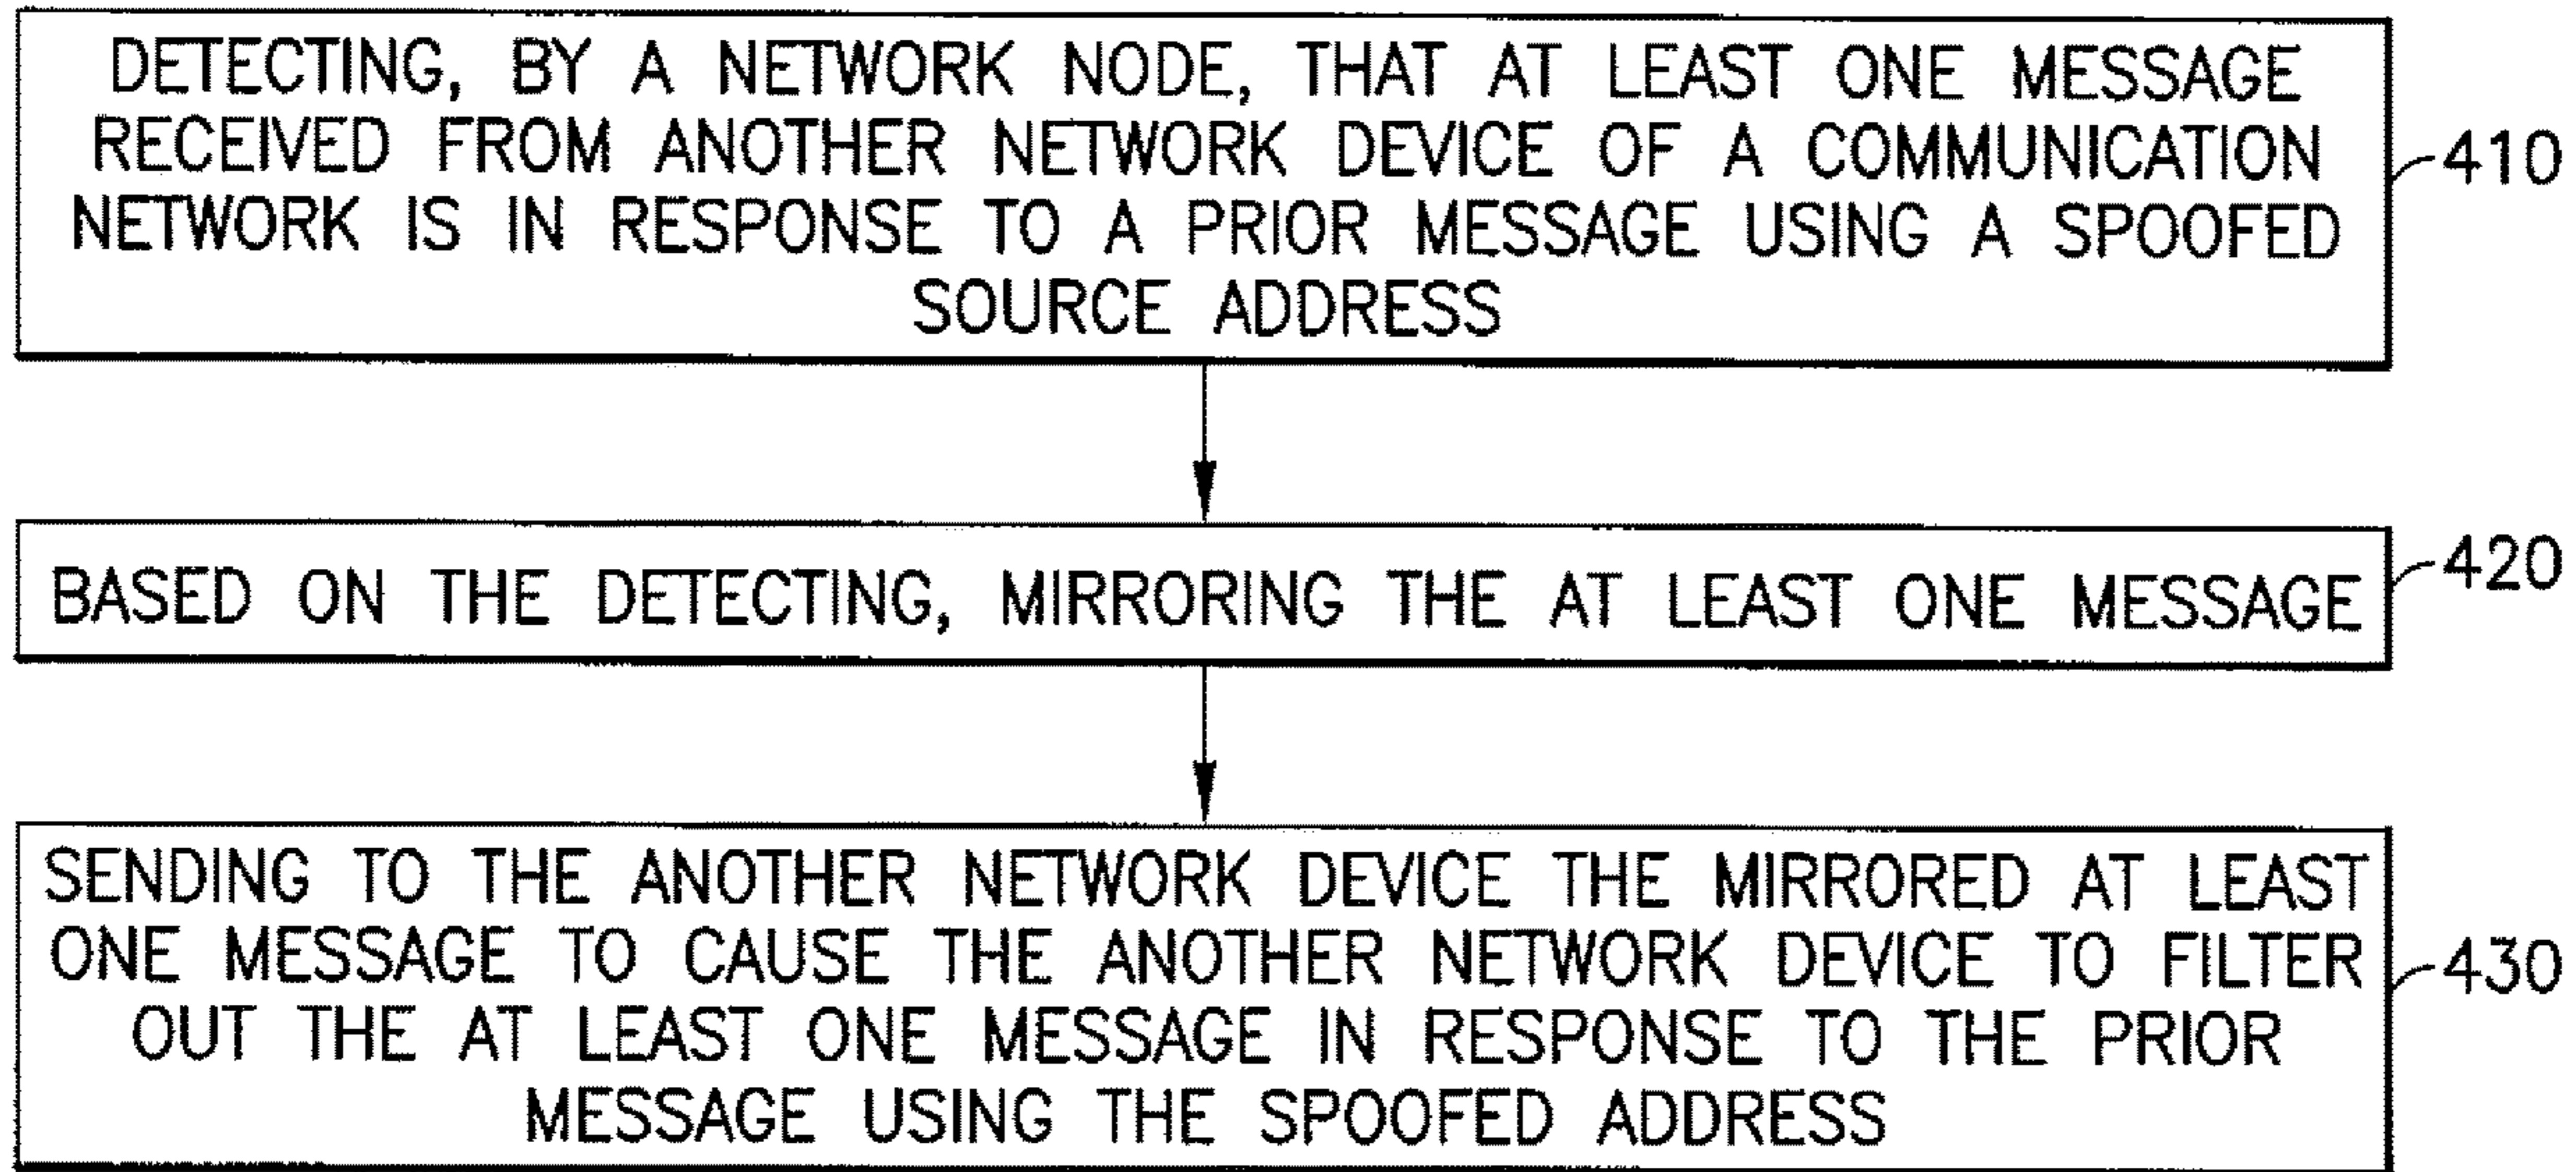 DETECTING, BY A NETWORK NODE, THAT AT LEAST ONE MESSAGE
RECEIVED FROM ANOTHER NETWORK DEVICE OF A COMMUNICATION
NETWORK IS IN RESPONSE TO A PRIOR MESSAGE USING A SPOOFED
SOURCE ADDRESS
410
BASED ON THE DETECTING, MIRRORING THE AT LEAST ONE MESSAGE
420
SENDING TO THE ANOTHER NETWORK DEVICE THE MIRRORED AT LEAST
ONE MESSAGE TO CAUSE THE ANOTHER NETWORK DEVICE TO FILTER
OUT THE AT LEAST ONE MESSAGE IN RESPONSE TO THE PRIOR
MESSAGE USING THE SPOOFED ADDRESS
430